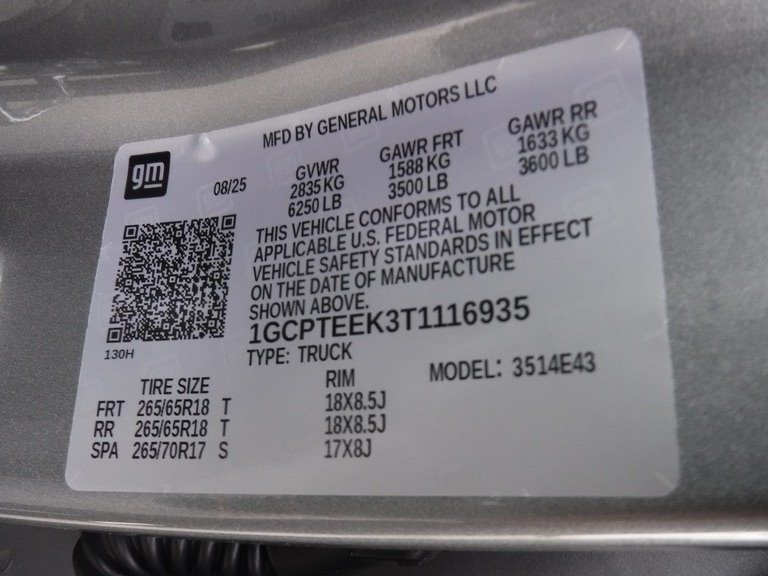 MFD BY GENERAL MOTORS LLC
gm
08/25
GVWR GAWR FRT GAWR RR
2835 KG 1588 KG 1633 KG
6250 LB 3500 LB 3600 LB
THIS VEHICLE CONFORMS TO ALL
APPLICABLE U.S. FEDERAL MOTOR
VEHICLE SAFETY STANDARDS IN EFFECT
ON THE DATE OF MANUFACTURE
SHOWN ABOVE.
1GCPTEEK3T1116935
130H
TYPE: TRUCK
MODEL: 3514E43
TIRE SIZE RIM
FRT 265/65R18 T 18X8.5J
RR 265/65R18 T 18X8.5J
SPA 265/70R17 S 17X8J